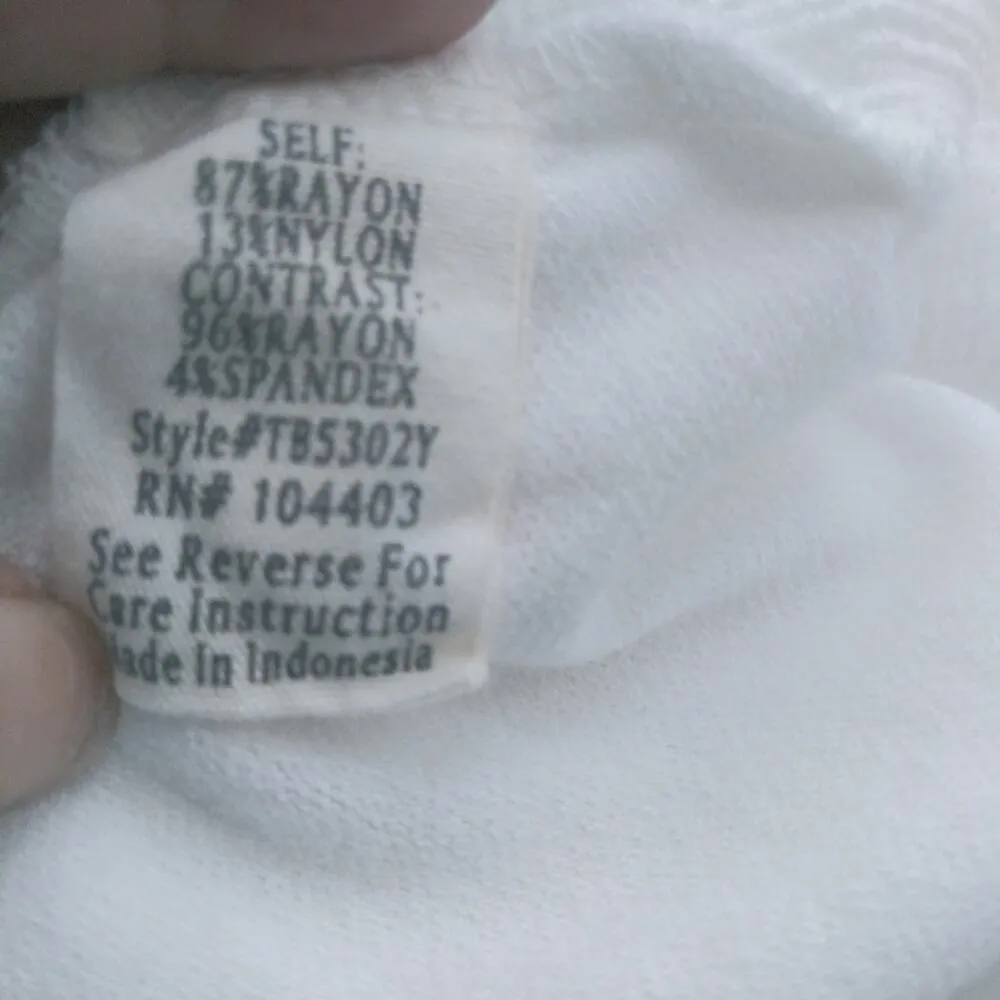 SELF:
87%RAYON
13%NYLON
CONTRAST:
96%RAYON
4%SPANDEX
Style#TB5302Y
RN# 104403
See Reverse For
Care Instruction
Made In Indonesia